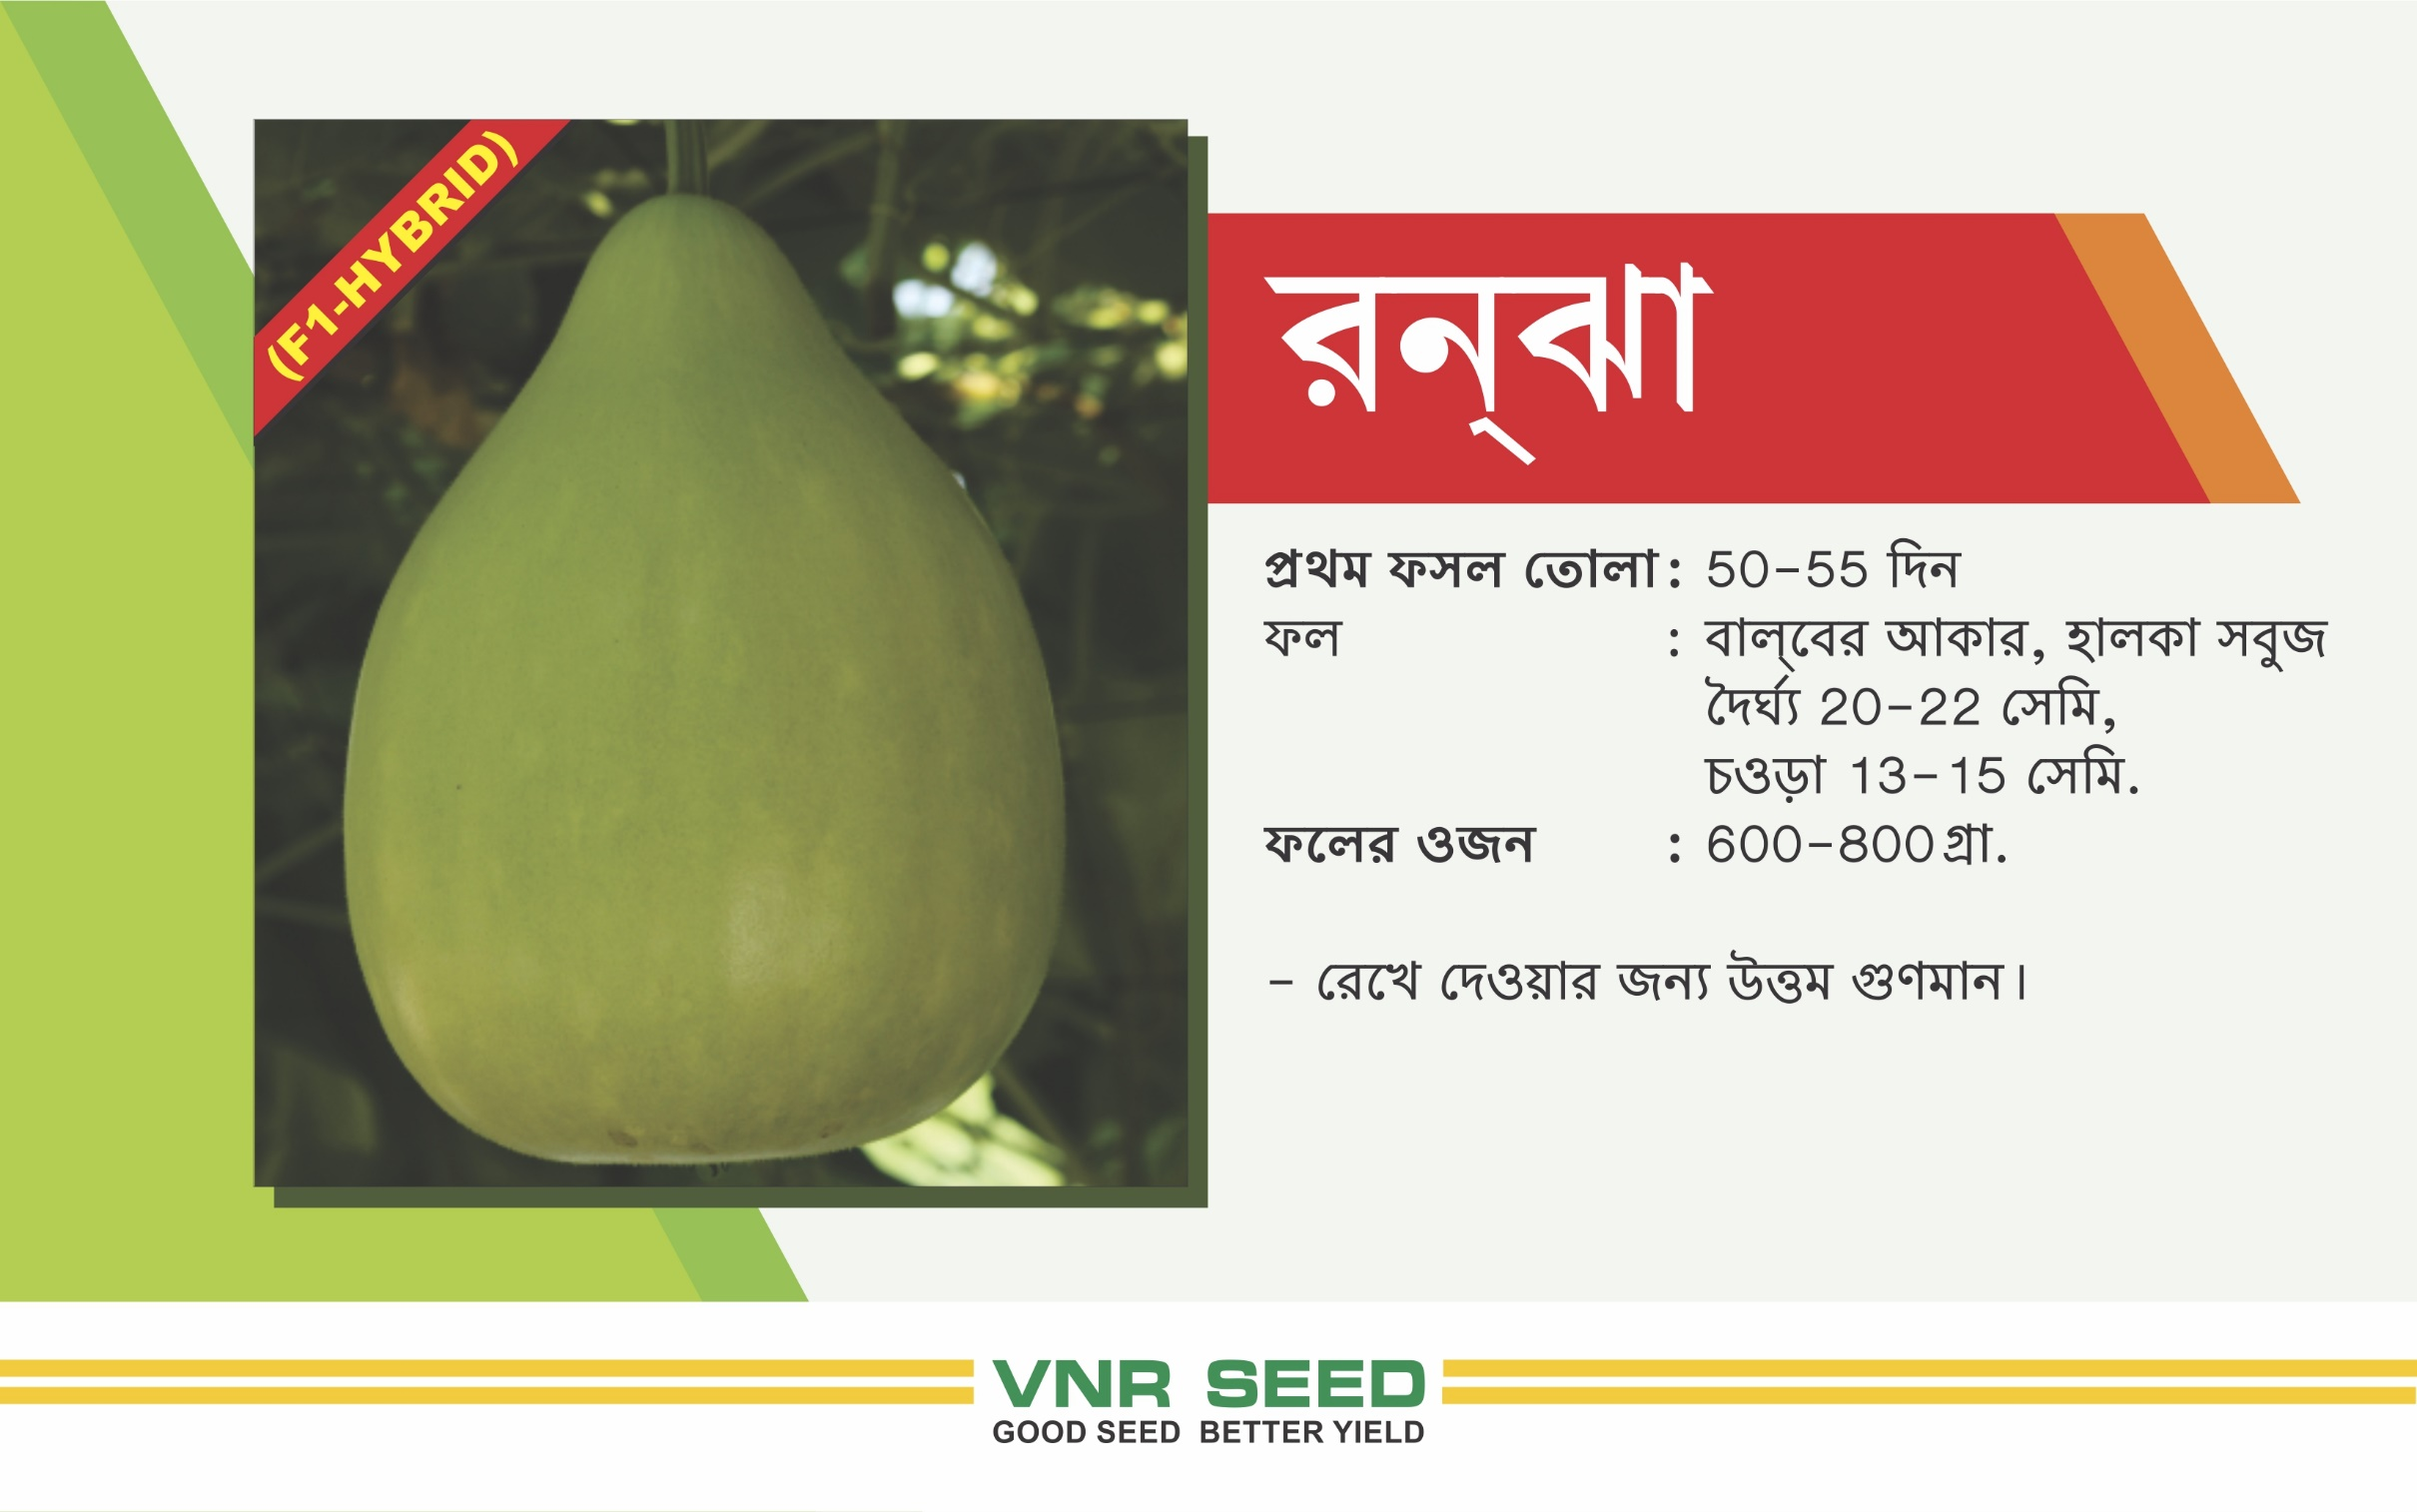 (F1-HYBRID)
রন্‌ঝা
প্রথম ফসল তোলা : 50-55 দিন
ফল : বাল্‌বের আকার, হালকা সবুজ
দৈর্ঘ্য 20-22 সেমি,
চওড়া 13-15 সেমি.
ফলের ওজন : 600-800গ্রা.
- রেখে দেওয়ার জন্য উত্তম গুণমান।
VNR SEED
GOOD SEED BETTER YIELD